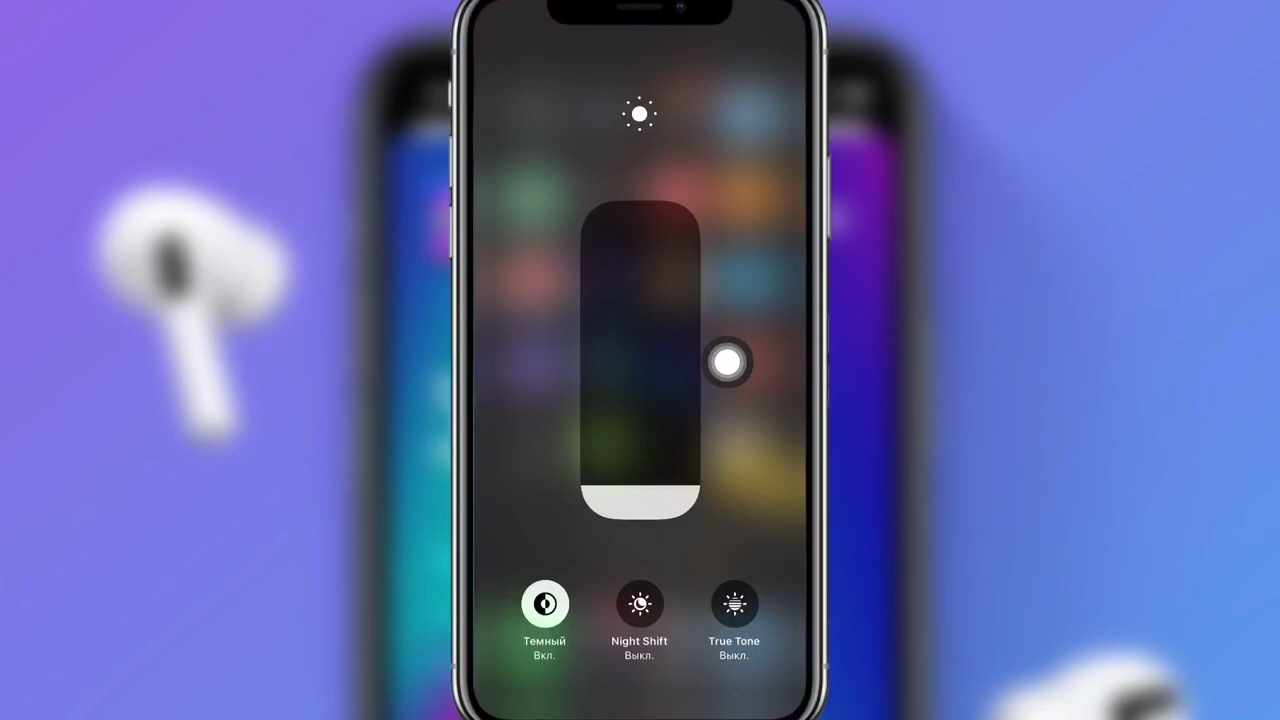 Темный
Вкл.
Night Shift
Выкл.
True Tone
Выкл.